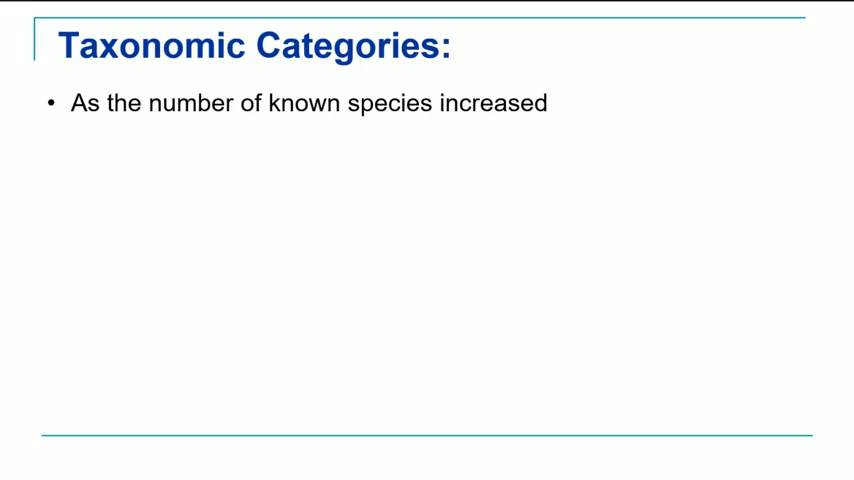 Taxonomic Categories:
• As the number of known species increased